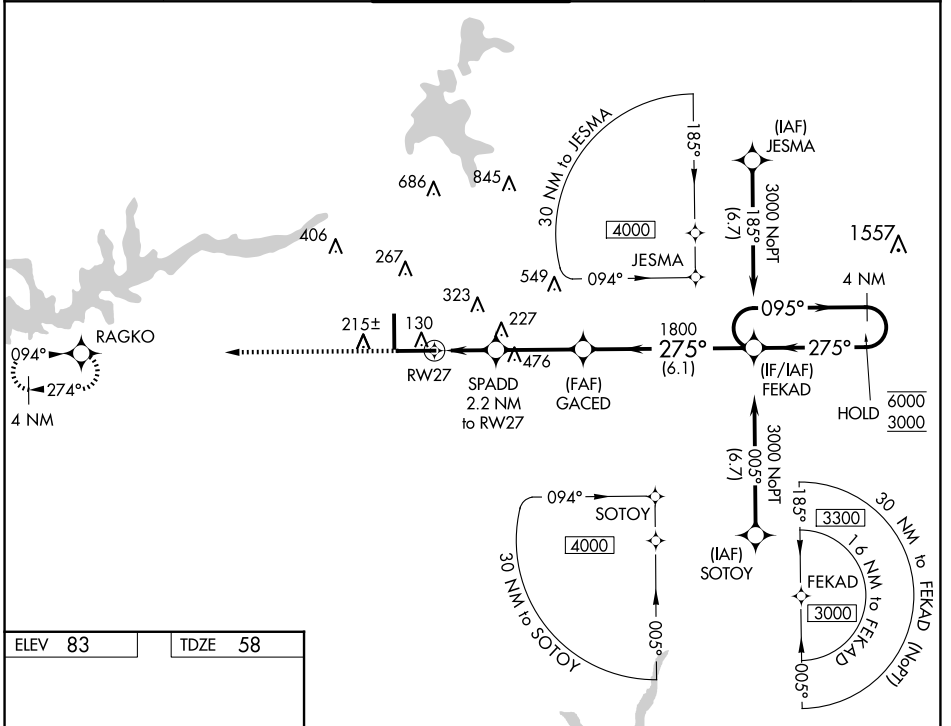 30 NM to JESMA
185°
4000
JESMA
094°
(IAF)
JESMA
3000 NoPT
185°
(6.7)
686
845
406
267
549
1557
4 NM
323
215±
130
227
476
RAGKO
094°
274°
4 NM
RW27
SPADD
2.2 NM
to RW27
(FAF)
GACED
1800
275°
(6.1)
095°
275°
(IF/IAF)
FEKAD
HOLD
6000
3000
3000 NoPT
005°
(6.7)
(IAF)
SOTOY
094°
SOTOY
4000
005°
30 NM to SOTOY
185°
3300
FEKAD
3000
005°
16 NM to FEKAD
30 NM to FEKAD (NoPT)
ELEV 83
TDZE 58